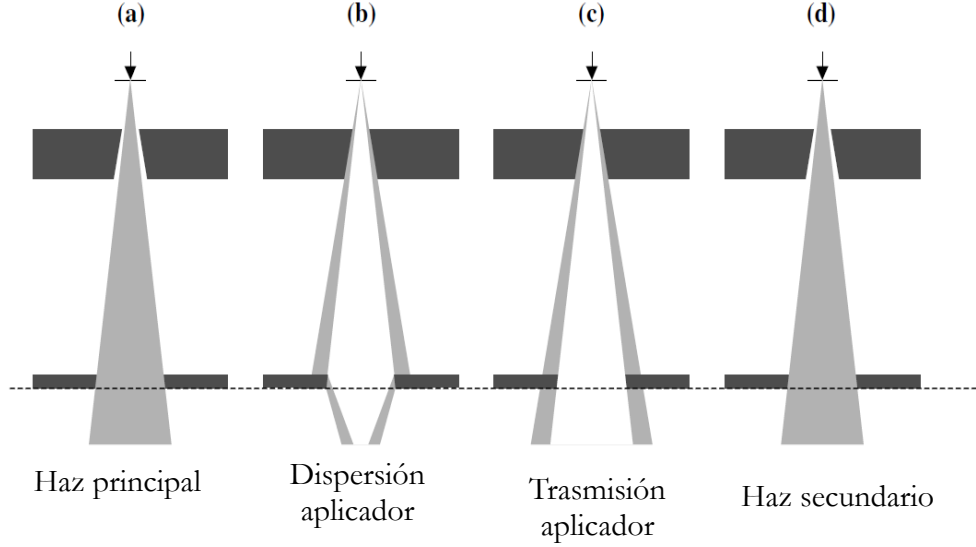 (a)
(b)
(c)
(d)
Haz principal
Dispersión
aplicador
Trasmisión
aplicador
Haz secundario